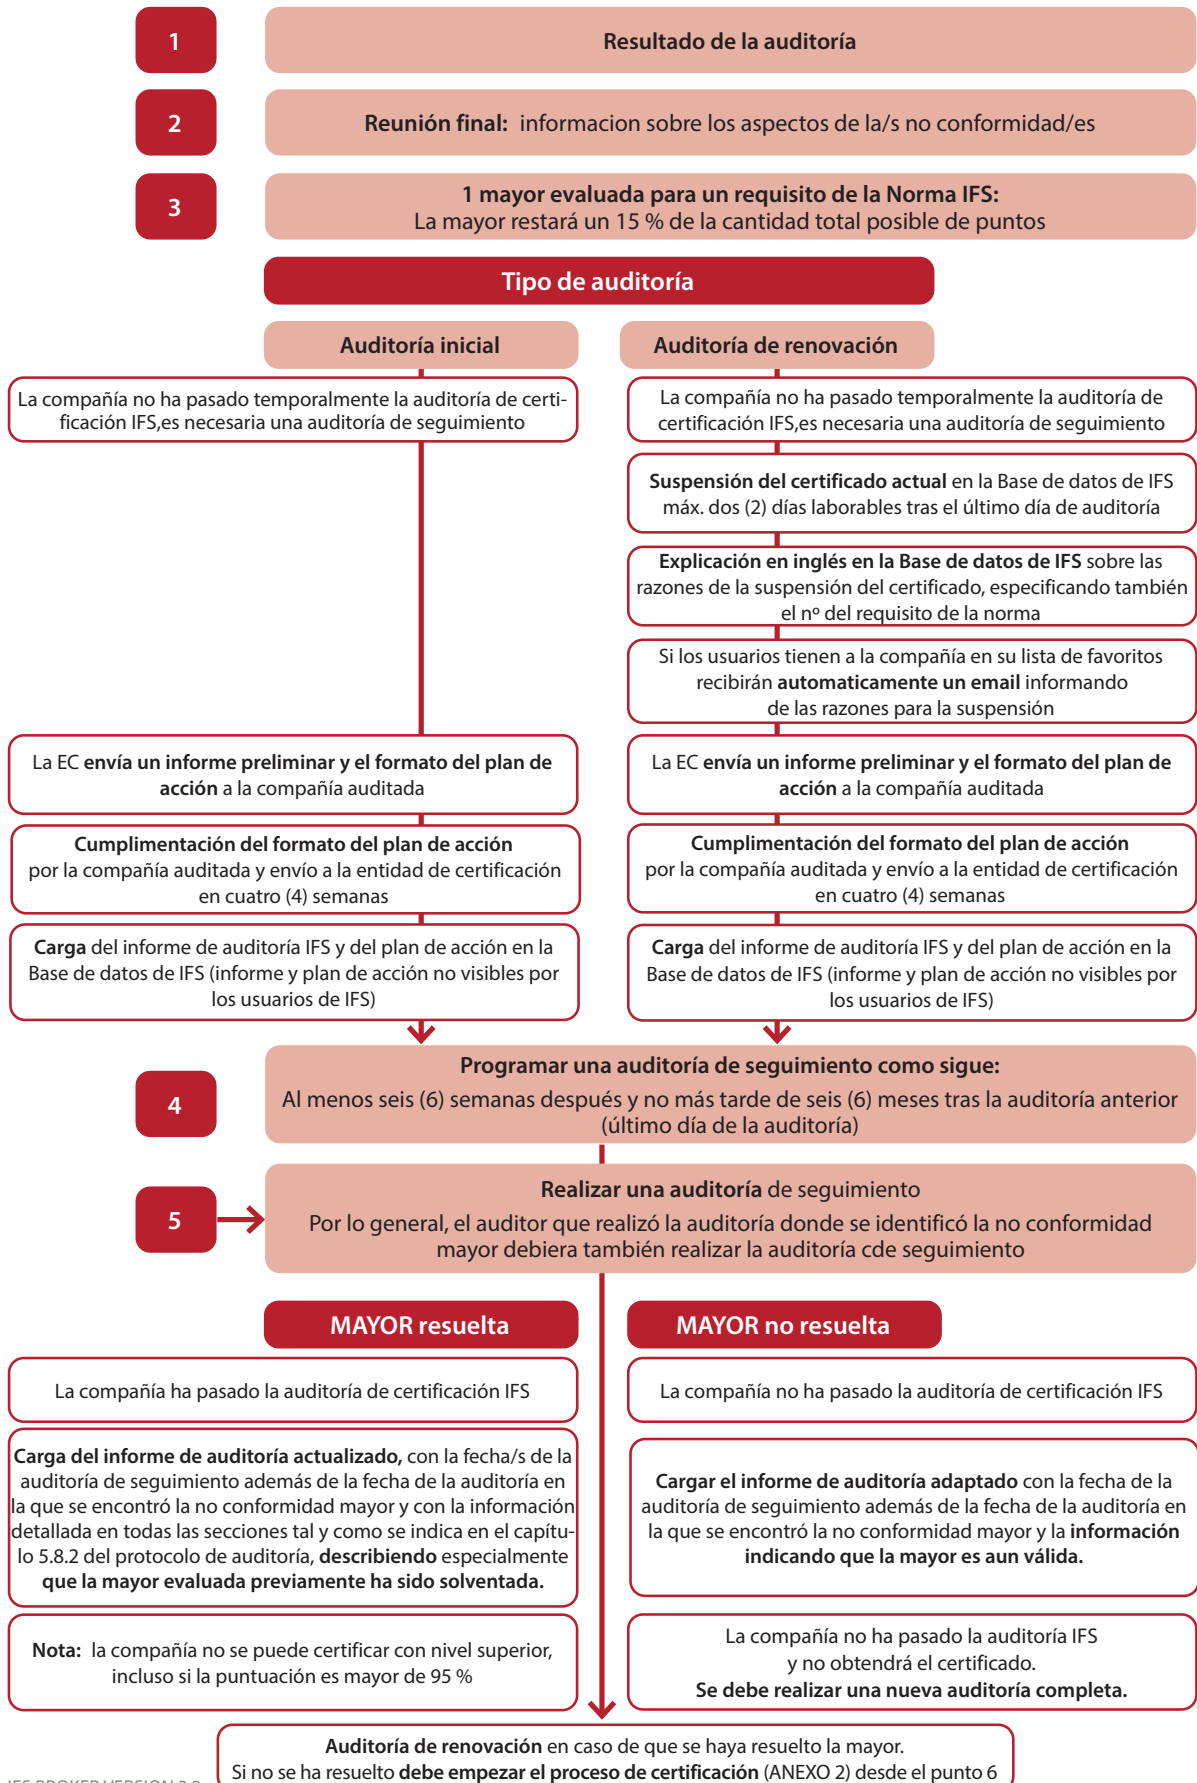 1
Resultado de la auditoría
2
Reunión final: informacion sobre los aspectos de la/s no conformidad/es
3
1 mayor evaluada para un requisito de la Norma IFS:
La mayor restará un 15 % de la cantidad total posible de puntos
Tipo de auditoría
Auditoría inicial
La compañía no ha pasado temporalmente la auditoría de certi-
ficación IFS,es necesaria una auditoría de seguimiento
La EC envía un informe preliminar y el formato del plan de
acción a la compañía auditada
Cumplimentación del formato del plan de acción
por la compañía auditada y envío a la entidad de certificación
en cuatro (4) semanas
Carga del informe de auditoría IFS y del plan de acción en la
Base de datos de IFS (informe y plan de acción no visibles por
los usuarios de IFS)
Auditoría de renovación
La compañía no ha pasado temporalmente la auditoría de
certificación IFS,es necesaria una auditoría de seguimiento
Suspensión del certificado actual en la Base de datos de IFS
máx. dos (2) días laborables tras el último día de auditoría
Explicación en inglés en la Base de datos de IFS sobre las
razones de la suspensión del certificado, especificando también
el nº del requisito de la norma
Si los usuarios tienen a la compañía en su lista de favoritos
recibirán automaticamente un email informando
de las razones para la suspensión
La EC envía un informe preliminar y el formato del plan de
acción a la compañía auditada
Cumplimentación del formato del plan de acción
por la compañía auditada y envío a la entidad de certificación
en cuatro (4) semanas
Carga del informe de auditoría IFS y del plan de acción en la
Base de datos de IFS (informe y plan de acción no visibles por
los usuarios de IFS)
4
Programar una auditoría de seguimiento como sigue:
Al menos seis (6) semanas después y no más tarde de seis (6) meses tras la auditoría anterior
(último día de la auditoría)
5
Realizar una auditoría de seguimiento
Por lo general, el auditor que realizó la auditoría donde se identificó la no conformidad
mayor debiera también realizar la auditoría cde seguimiento
MAYOR resuelta
La compañía ha pasado la auditoría de certificación IFS
Carga del informe de auditoría actualizado, con la fecha/s de la
auditoría de seguimiento además de la fecha de la auditoría en
la que se encontró la no conformidad mayor y con la información
detallada en todas las secciones tal y como se indica en el capítu-
lo 5.8.2 del protocolo de auditoría, describiendo especialmente
que la mayor evaluada previamente ha sido solventada.
Nota: la compañía no se puede certificar con nivel superior,
incluso si la puntuación es mayor de 95 %
MAYOR no resuelta
La compañía no ha pasado la auditoría de certificación IFS
Cargar el informe de auditoría adaptado con la fecha de la
auditoría de seguimiento además de la fecha de la auditoría en
la que se encontró la no conformidad mayor y la información
indicando que la mayor es aun válida.
La compañía no ha pasado la auditoría IFS
y no obtendrá el certificado.
Se debe realizar una nueva auditoría completa.
Auditoría de renovación en caso de que se haya resuelto la mayor.
Si no se ha resuelto debe empezar el proceso de certificación (ANEXO 2) desde el punto 6